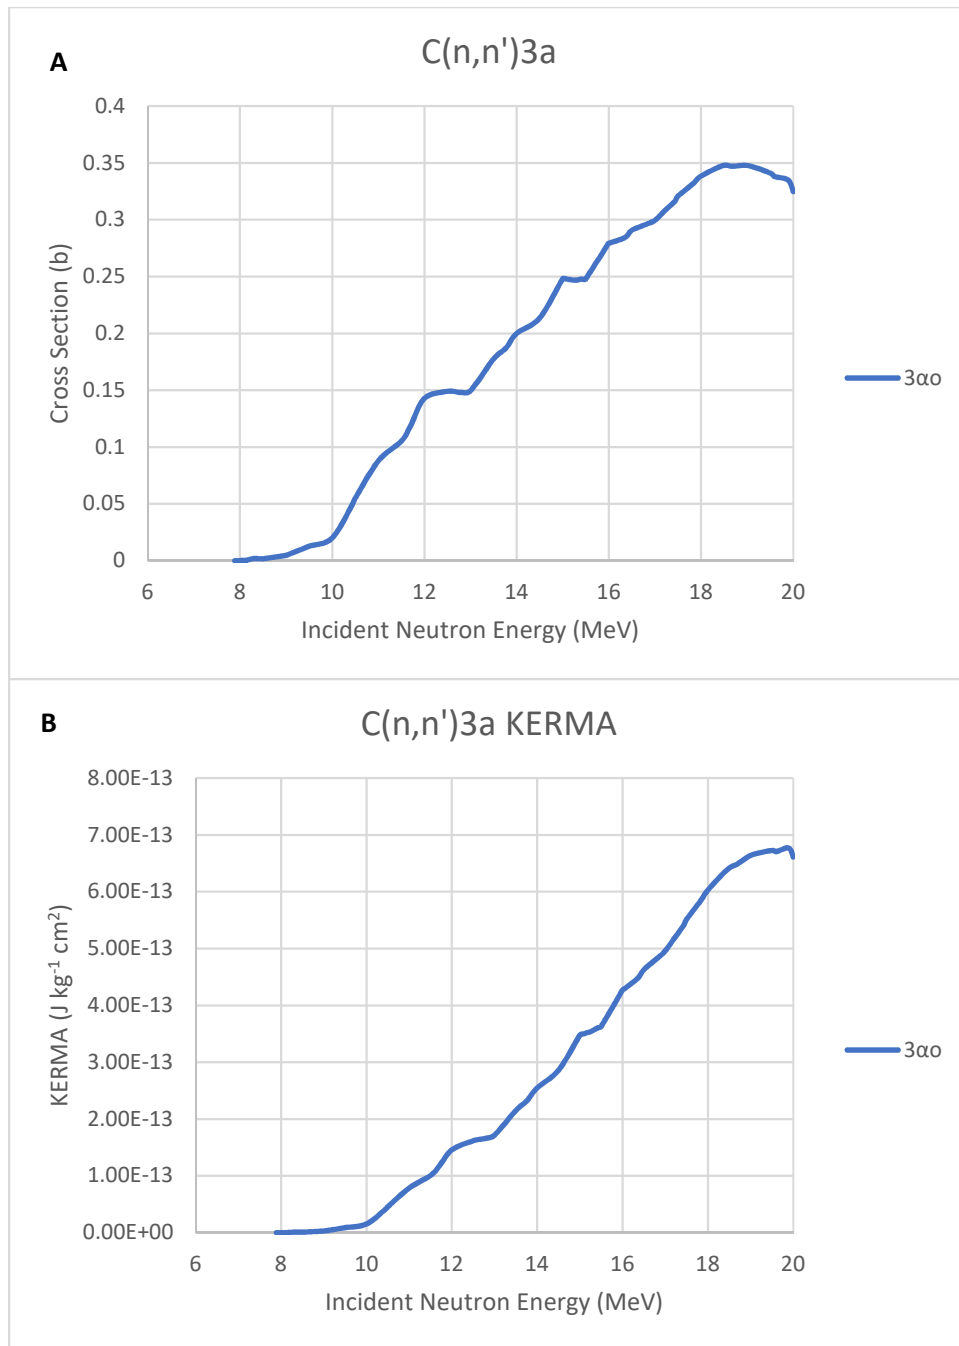 A
C(n,n')3a
0.4
0.35
0.3
0.25
0.2
0.15
0.1
0.05
0
Cross Section (b)
6 8 10 12 14 16 18 20
Incident Neutron Energy (MeV)
3αo
B
C(n,n')3a KERMA
8.00E-13
7.00E-13
6.00E-13
5.00E-13
4.00E-13
3.00E-13
2.00E-13
1.00E-13
0.00E+00
KERMA (J kg⁻¹ cm²)
6 8 10 12 14 16 18 20
Incident Neutron Energy (MeV)
3αo